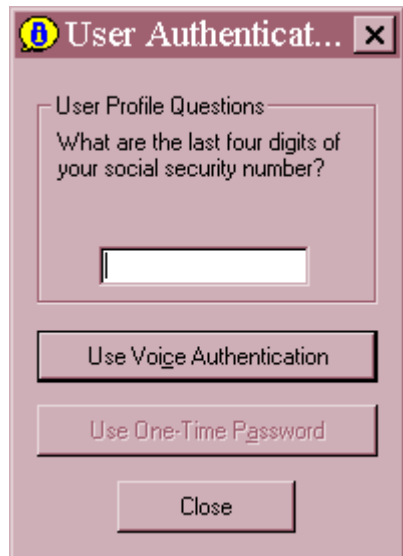 User Authenticat...
User Profile Questions
What are the last four digits of
your social security number?
Use Voice Authentication
Use One-Time Password
Close